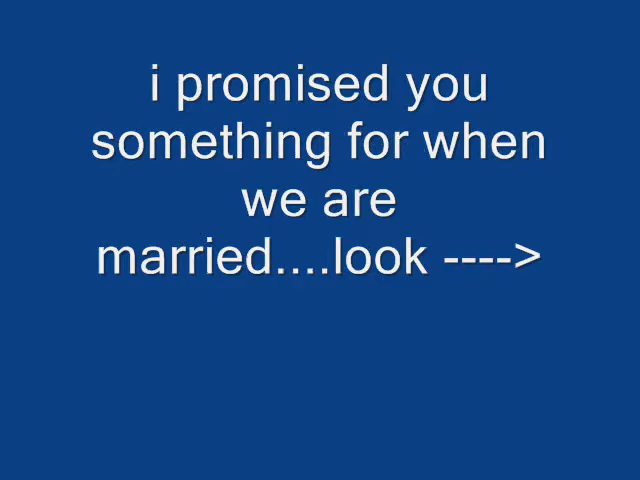 i promised you
something for when
we are
married....look ---->